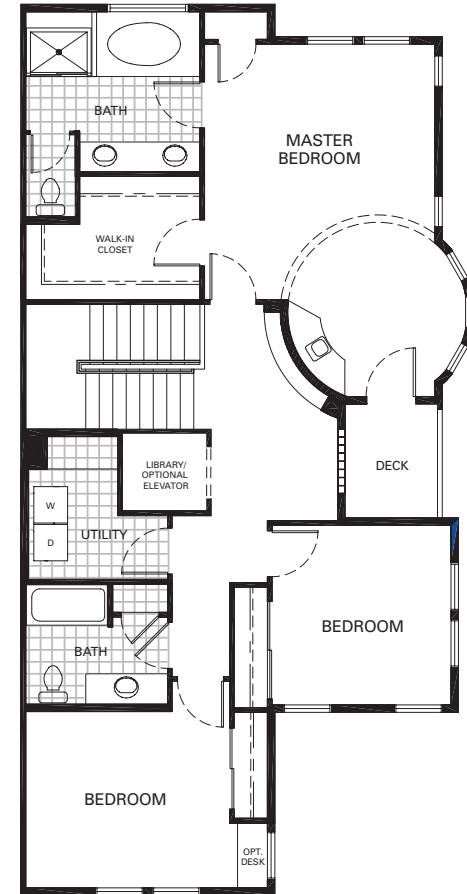 BATH
MASTER
BEDROOM
WALK-IN
CLOSET
LIBRARY/
OPTIONAL
ELEVATOR
DECK
W
D
UTILITY
BATH
BEDROOM
BEDROOM
OPT.
DESK